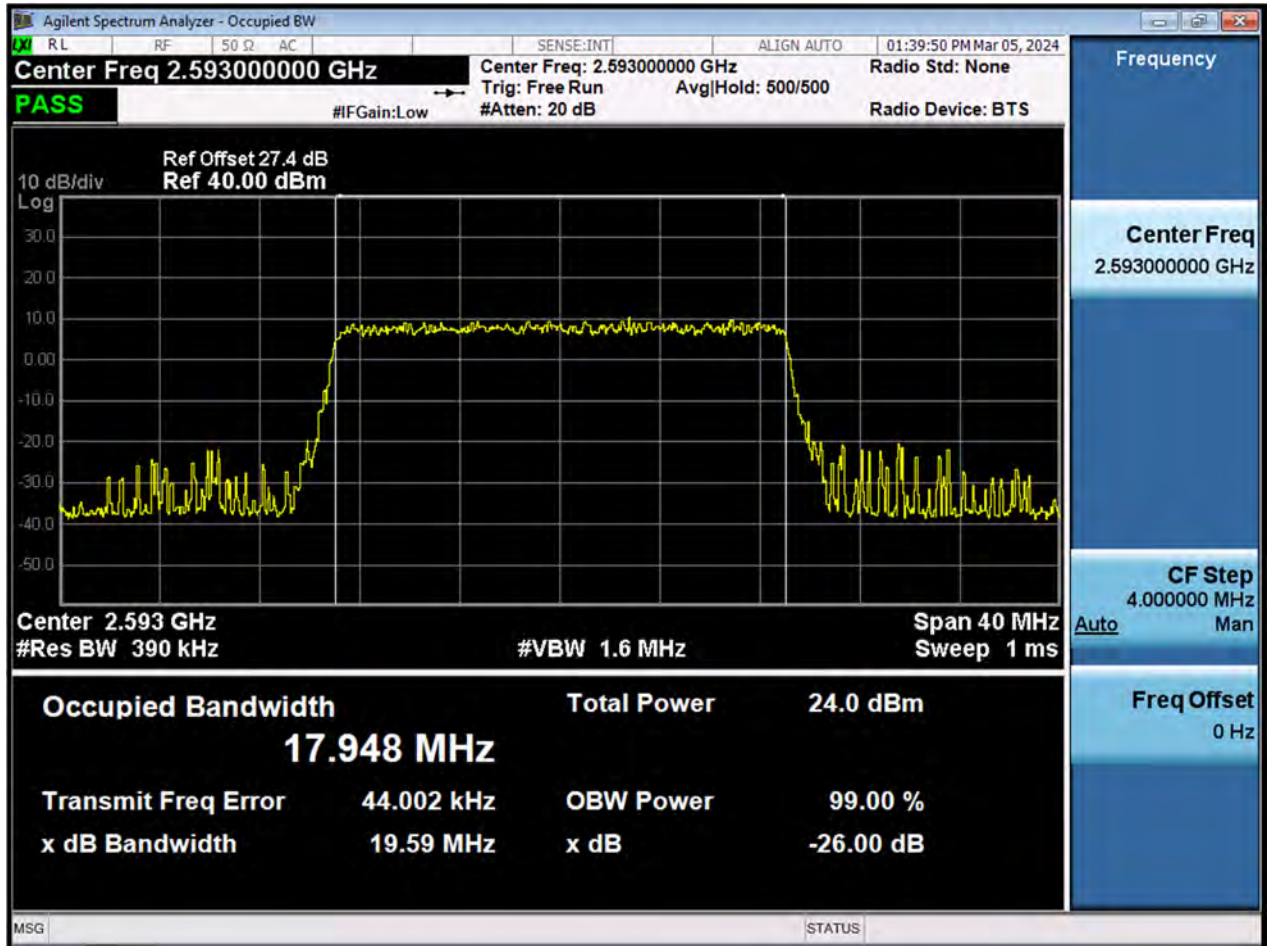 Agilent Spectrum Analyzer - Occupied BW
LXI RL RF 50 Ω AC SENSE:INT ALIGN AUTO 01:39:50 PM Mar 05, 2024
Center Freq 2.593000000 GHz
Center Freq: 2.593000000 GHz
Radio Std: None
Trig: Free Run
Avg|Hold: 500/500
PASS
#IFGain:Low
#Atten: 20 dB
Radio Device: BTS
Ref Offset 27.4 dB
10 dB/div
Ref 40.00 dBm
Log
30.0
20.0
10.0
0.00
-10.0
-20.0
-30.0
-40.0
-50.0
Center 2.593 GHz
Span 40 MHz
#Res BW 390 kHz
#VBW 1.6 MHz
Sweep 1 ms
Occupied Bandwidth
Total Power 24.0 dBm
17.948 MHz
Transmit Freq Error 44.002 kHz
OBW Power 99.00 %
x dB Bandwidth 19.59 MHz
x dB -26.00 dB
MSG
STATUS
Frequency
Center Freq
2.593000000 GHz
CF Step
4.000000 MHz
Auto Man
Freq Offset
0 Hz